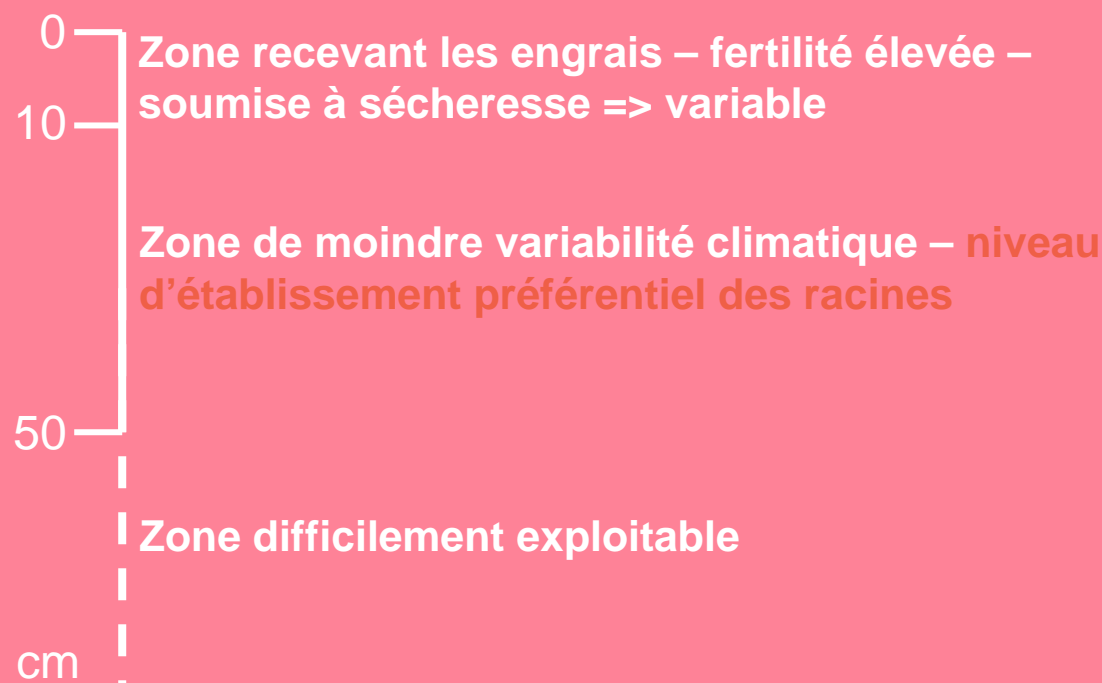 0
Zone recevant les engrais – fertilité élevée –
soumise à sécheresse => variable
10
Zone de moindre variabilité climatique – niveau
d’établissement préférentiel des racines
50
Zone difficilement exploitable
cm